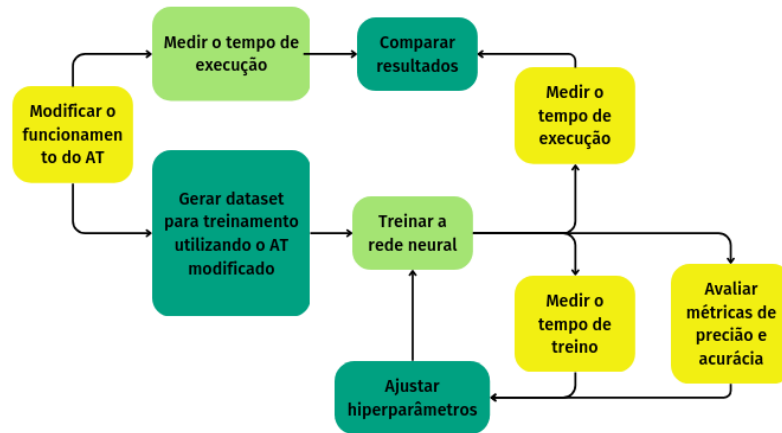 Medir o tempo de
execução
Comparar
resultados
Modificar o
funcionamen
to do AT
Medir o
tempo de
execução
Gerar dataset
para treinamento
utilizando o AT
modificado
Treinar a
rede neural
Medir o
tempo de
treino
Avaliar
métricas de
precião e
acurácia
Ajustar
hiperparâmetros